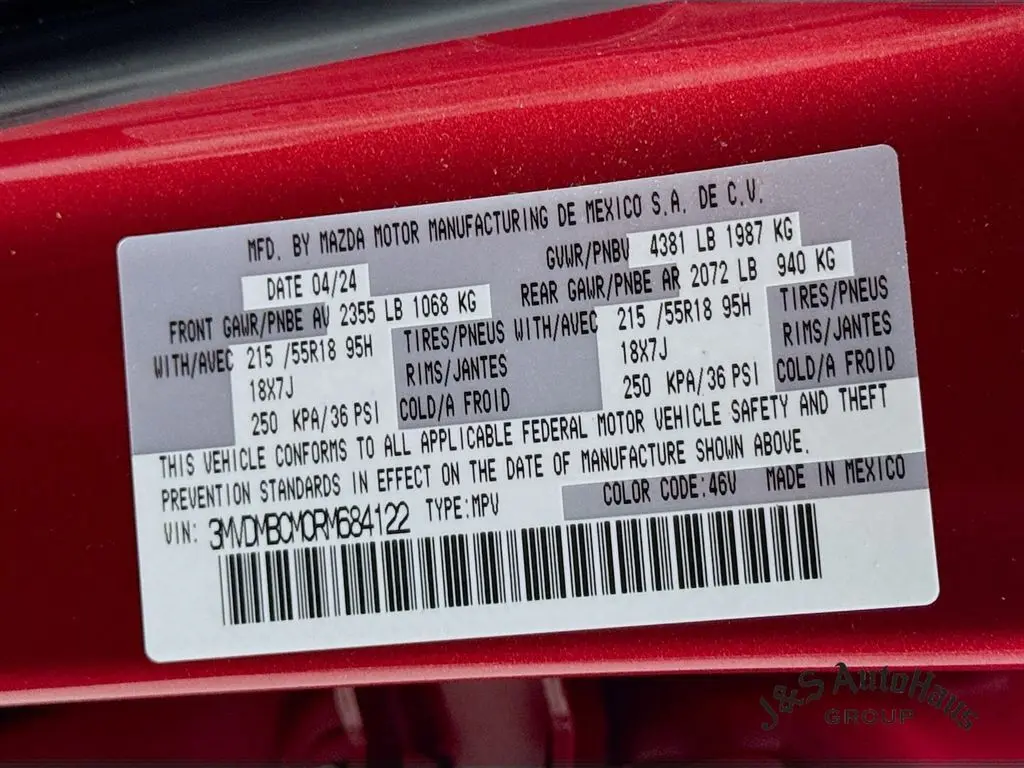 MFD. BY MAZDA MOTOR MANUFACTURING DE MEXICO S.A. DE C.V.
DATE 04/24 GVWR/PNBV 4381 LB 1987 KG
FRONT GAWR/PNBE AV 2355 LB 1068 KG REAR GAWR/PNBE AR 2072 LB 940 KG
WITH/AVEC 215 /55R18 95H TIRES/PNEUS WITH/AVEC 215 /55R18 95H TIRES/PNEUS
18X7J RIMS/JANTES 18X7J RIMS/JANTES
250 KPA/36 PSI COLD/A FROID 250 KPA/36 PSI COLD/A FROID
THIS VEHICLE CONFORMS TO ALL APPLICABLE FEDERAL MOTOR VEHICLE SAFETY AND THEFT
PREVENTION STANDARDS IN EFFECT ON THE DATE OF MANUFACTURE SHOWN ABOVE.
COLOR CODE:46V MADE IN MEXICO
VIN: 3MVDMBCM0RM684122 TYPE:MPV
J&S AutoHaus
GROUP